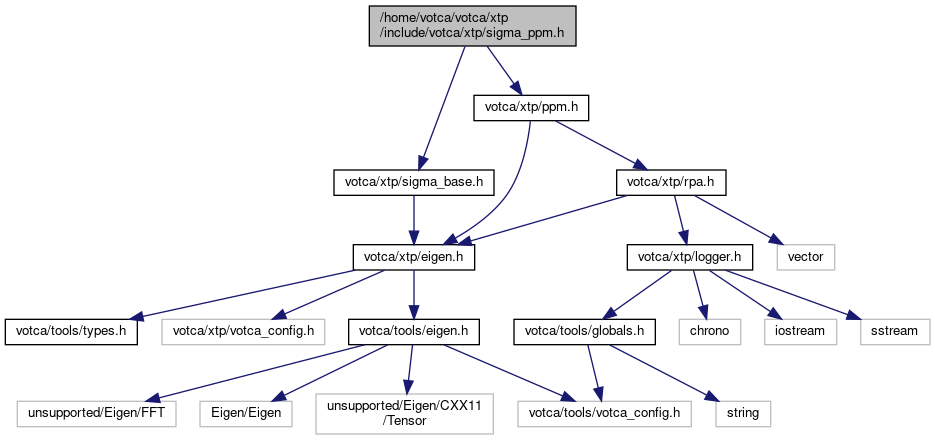 /home/votca/votca/xtp
/include/votca/xtp/sigma_ppm.h
votca/xtp/ppm.h
votca/xtp/sigma_base.h
votca/xtp/rpa.h
votca/xtp/eigen.h
votca/xtp/logger.h
vector
votca/tools/types.h
votca/xtp/votca_config.h
votca/tools/eigen.h
votca/tools/globals.h
chrono
iostream
sstream
unsupported/Eigen/FFT
Eigen/Eigen
unsupported/Eigen/CXX11
/Tensor
votca/tools/votca_config.h
string